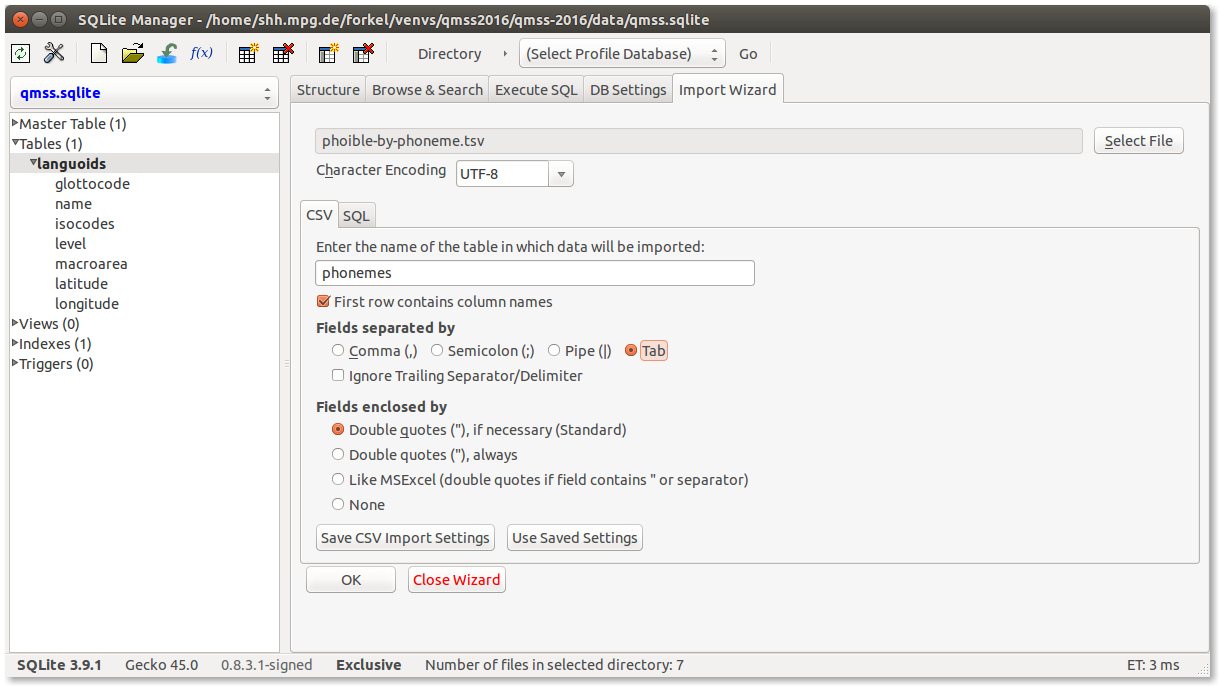 SQLite Manager - /home/shh.mpg.de/forkel/venvs/qmss2016/qmss-2016/data/qmss.sqlite
f(x) Directory (Select Profile Database) Go
qmss.sqlite
Master Table (1)
Tables (1)
languoids
glottocode
name
isocodes
level
macroarea
latitude
longitude
Views (0)
Indexes (1)
Triggers (0)
Structure Browse & Search Execute SQL DB Settings Import Wizard
phoible-by-phoneme.tsv Select File
Character Encoding UTF-8
CSV SQL
Enter the name of the table in which data will be imported:
phonemes
First row contains column names
Fields separated by
Comma (,) Semicolon (;) Pipe (|) Tab
Ignore Trailing Separator/Delimiter
Fields enclosed by
Double quotes ("), if necessary (Standard)
Double quotes ("), always
Like MSExcel (double quotes if field contains " or separator)
None
Save CSV Import Settings Use Saved Settings
OK Close Wizard
SQLite 3.9.1 Gecko 45.0 0.8.3.1-signed Exclusive Number of files in selected directory: 7 ET: 3 ms